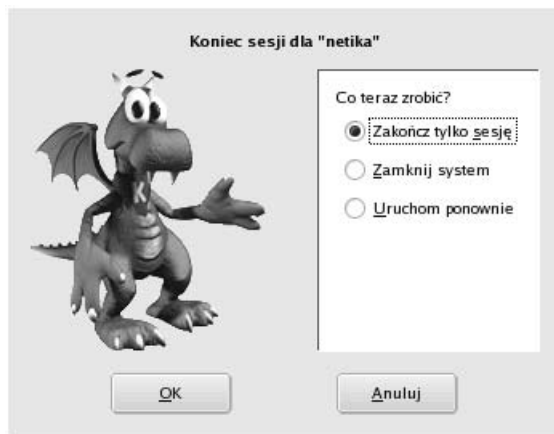 Koniec sesji dla "netika"
Co teraz zrobić?
Zakończ tylko sesję
Zamknij system
Uruchom ponownie
K
OK
Anuluj